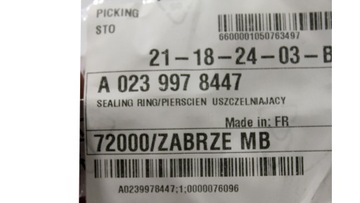 PICKING
STO
6600001050763497
21-18-24-03-B
A 023 997 8447
SEALING RING/PIERSCIEN USZCZELNIAJACY
Made in: FR
72000/ZABRZE MB
A0239978447;1;0000076096